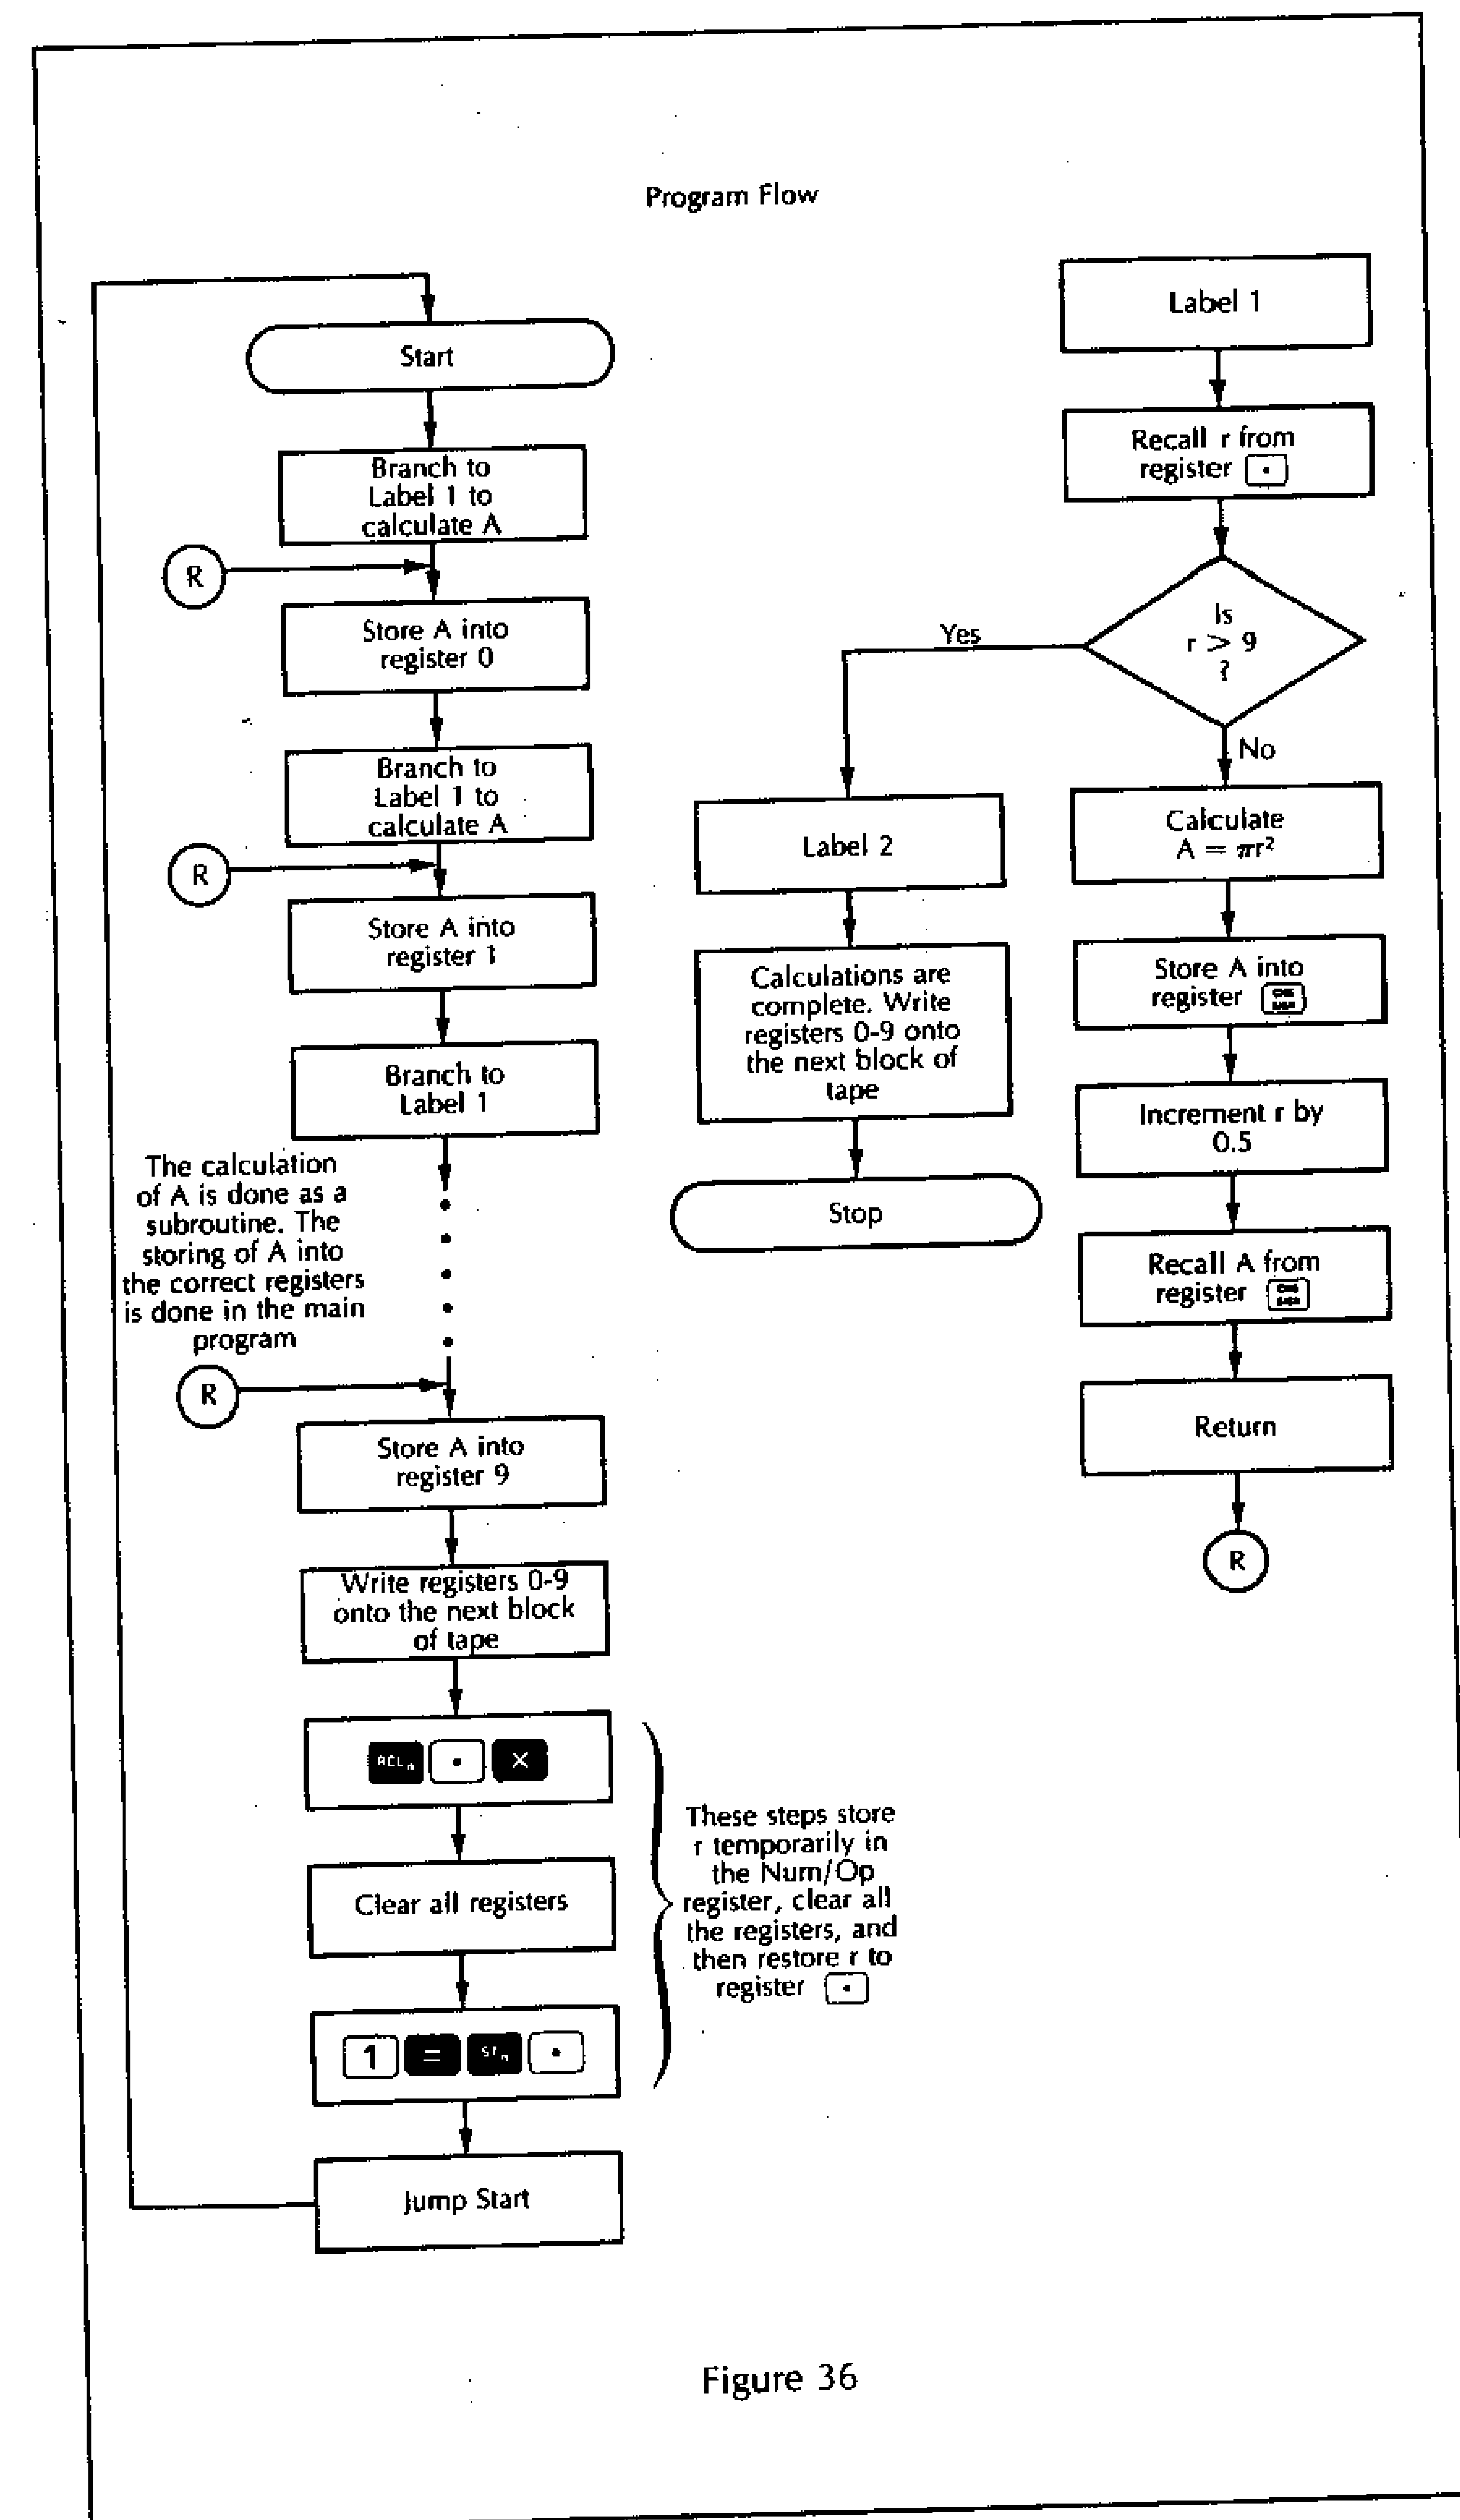 Program Flow
Start
Branch to
Label 1 to
calculate A
R
Store A into
register 0
Branch to
Label 1 to
calculate A
R
Store A into
register 1
Branch to
Label 1
The calculation
of A is done as a
subroutine. The
storing of A into
the correct registers
is done in the main
program
R
Store A into
register 9
Write registers 0-9
onto the next block
of tape
RCLn · ×
Clear all registers
1 = STn ·
Jump Start
These steps store
r temporarily in
the Num/Op
register, clear all
the registers, and
then restore r to
register ·
Label 1
Recall r from
register ·
Is
r > 9
?
Yes
No
Label 2
Calculations are
complete. Write
registers 0-9 onto
the next block of
tape
Stop
Calculate
A = πr²
Store A into
register
Increment r by
0.5
Recall A from
register
Return
R
Figure 36